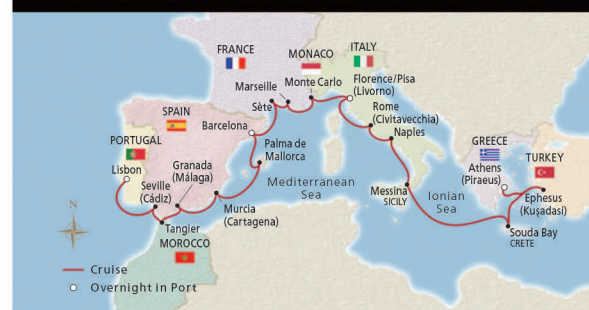 FRANCE
MONACO
ITALY
Marseille
Monte Carlo
Florence/Pisa
(Livorno)
Sète
SPAIN
Rome
(Civitavecchia)
Barcelona
Naples
PORTUGAL
Palma de
Mallorca
GREECE
Lisbon
Granada
(Málaga)
Athens
(Piraeus)
TURKEY
Seville
(Cádiz)
Mediterranean
Sea
Messina
SICILY
Ionian
Sea
Ephesus
(Kuşadasi)
Murcia
(Cartagena)
N
Tangier
MOROCCO
Souda Bay
CRETE
Cruise
Overnight in Port